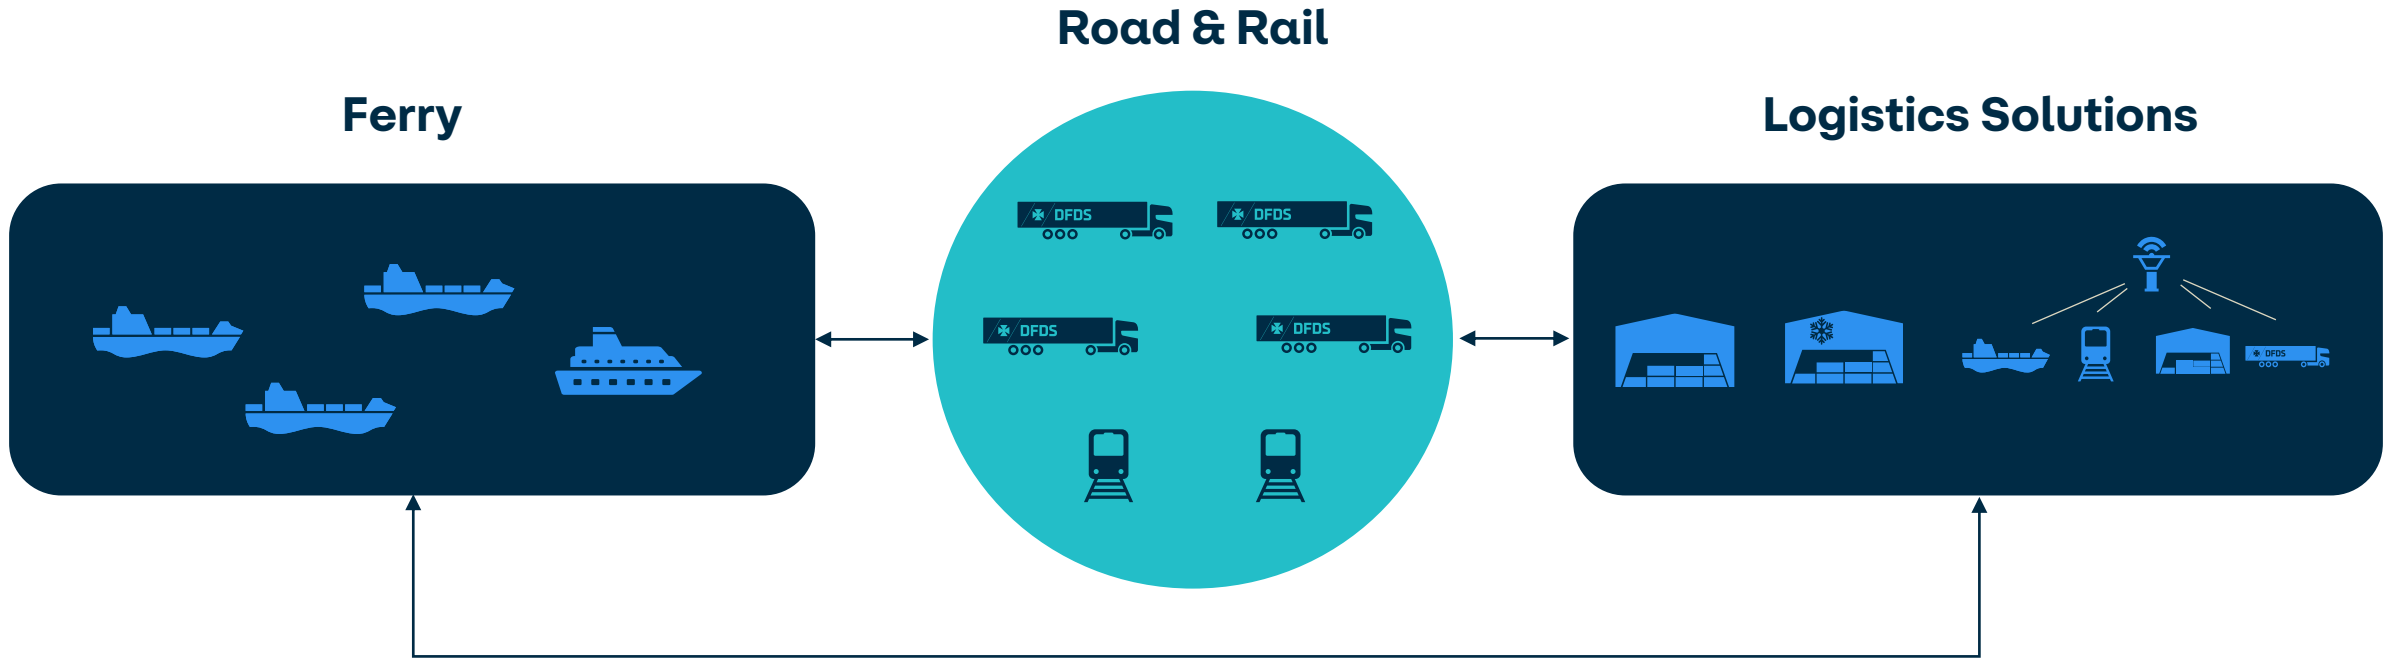 Road & Rail
Ferry
Logistics Solutions
DFDS
DFDS
DFDS
DFDS
DFDS